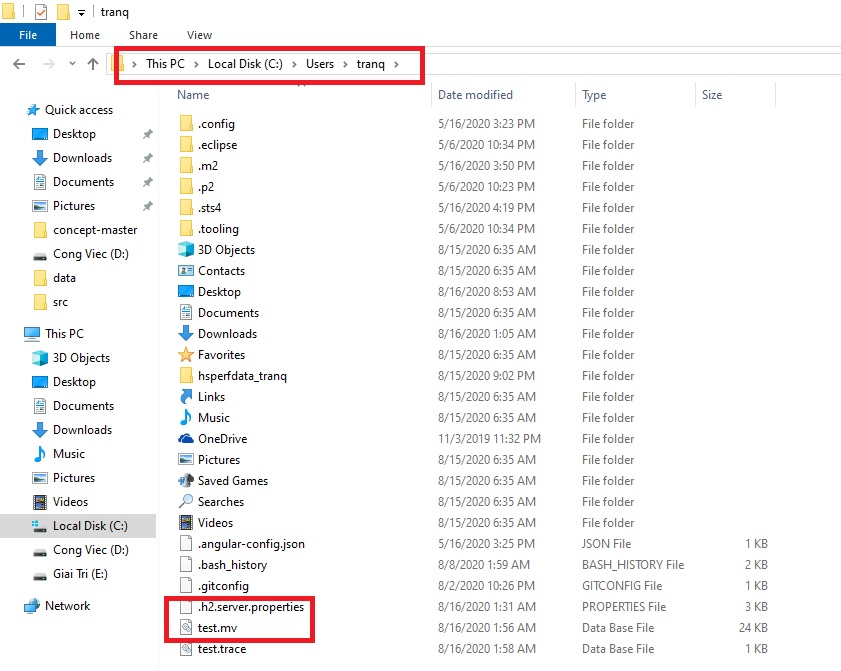 tranq
File Home Share View
This PC Local Disk (C:) Users tranq
Name Date modified Type Size
Quick access
Desktop
Downloads
Documents
Pictures
concept-master
Cong Viec (D:)
data
src
This PC
3D Objects
Desktop
Documents
Downloads
Music
Pictures
Videos
Local Disk (C:)
Cong Viec (D:)
Giai Tri (E:)
Network
.config 5/16/2020 3:23 PM File folder
.eclipse 5/6/2020 10:34 PM File folder
.m2 5/16/2020 3:50 PM File folder
.p2 5/6/2020 10:23 PM File folder
.sts4 5/16/2020 4:19 PM File folder
.tooling 5/6/2020 10:34 PM File folder
3D Objects 8/15/2020 6:35 AM File folder
Contacts 8/15/2020 6:35 AM File folder
Desktop 8/16/2020 8:53 AM File folder
Documents 8/15/2020 6:35 AM File folder
Downloads 8/16/2020 1:05 AM File folder
Favorites 8/15/2020 6:35 AM File folder
hsperfdata_tranq 8/15/2020 9:02 PM File folder
Links 8/15/2020 6:35 AM File folder
Music 8/15/2020 6:35 AM File folder
OneDrive 11/3/2019 11:32 PM File folder
Pictures 8/15/2020 6:35 AM File folder
Saved Games 8/15/2020 6:35 AM File folder
Searches 8/15/2020 6:35 AM File folder
Videos 8/15/2020 6:35 AM File folder
.angular-config.json 5/16/2020 3:25 PM JSON File 1 KB
.bash_history 8/8/2020 1:59 AM BASH_HISTORY File 2 KB
.gitconfig 8/2/2020 10:26 PM GITCONFIG File 1 KB
.h2.server.properties 8/16/2020 1:31 AM PROPERTIES File 3 KB
test.mv 8/16/2020 1:56 AM Data Base File 24 KB
test.trace 8/16/2020 1:58 AM Data Base File 1 KB